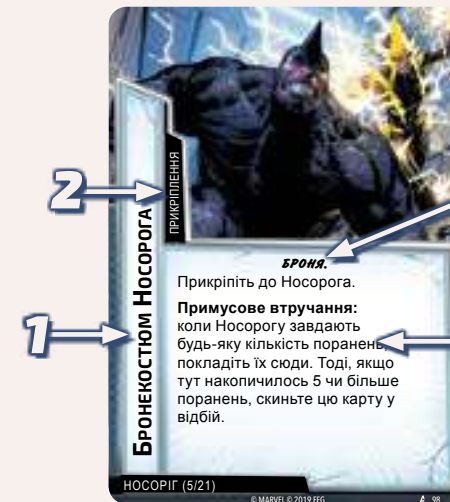 2
ПРИКРІПЛЕННЯ
1
БРОНЕКОСТЮМ НОСОРОГА
БРОНЯ.
Прикріпіть до Носорога.
Примусове втручання:
коли Носорогу завдають
будь-яку кількість поранень,
покладіть їх сюди. Тоді, якщо
тут накопичилось 5 чи більше
поранень, скиньте цю карту у
відбій.
НОСОРІГ (5/21)
© MARVEL © 2019 FFG
98